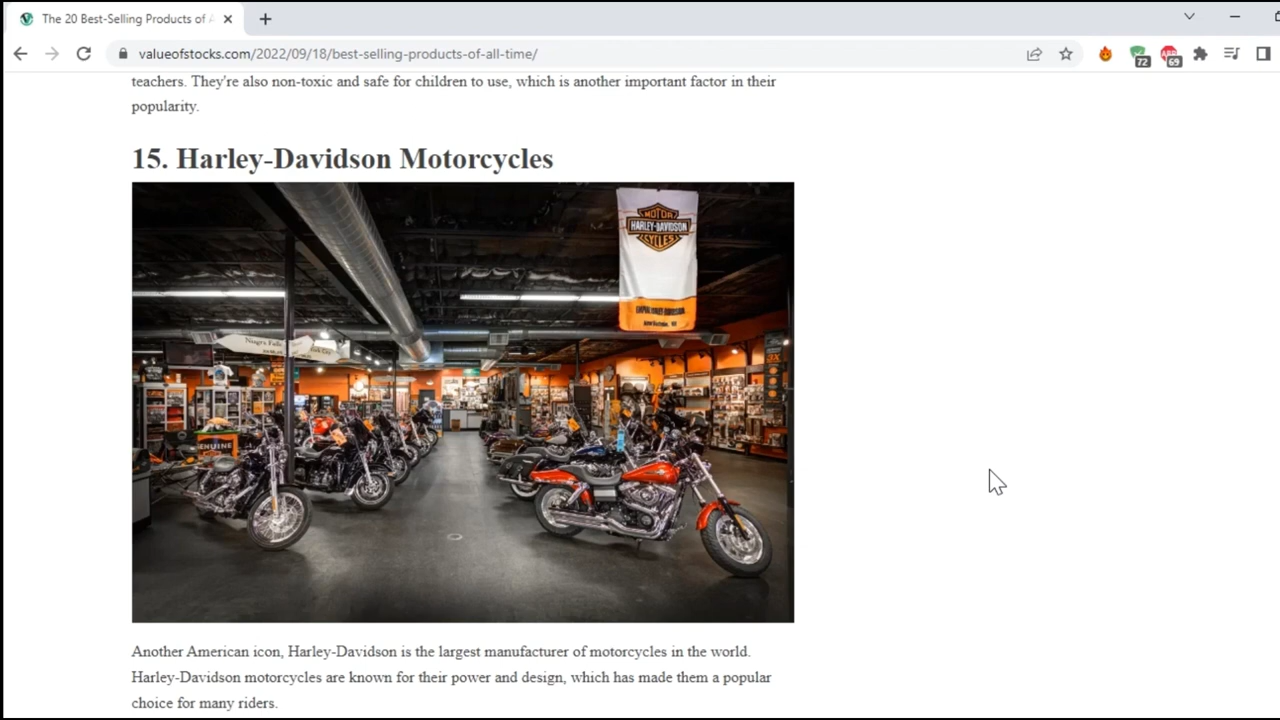 The 20 Best-Selling Products of A
valueofstocks.com/2022/09/18/best-selling-products-of-all-time/
72
69
teachers. They're also non-toxic and safe for children to use, which is another important factor in their
popularity.
15. Harley-Davidson Motorcycles
MOTOR
HARLEY-DAVIDSON
CYCLES
Niagra Falls
GENUINE
Another American icon, Harley-Davidson is the largest manufacturer of motorcycles in the world.
Harley-Davidson motorcycles are known for their power and design, which has made them a popular
choice for many riders.